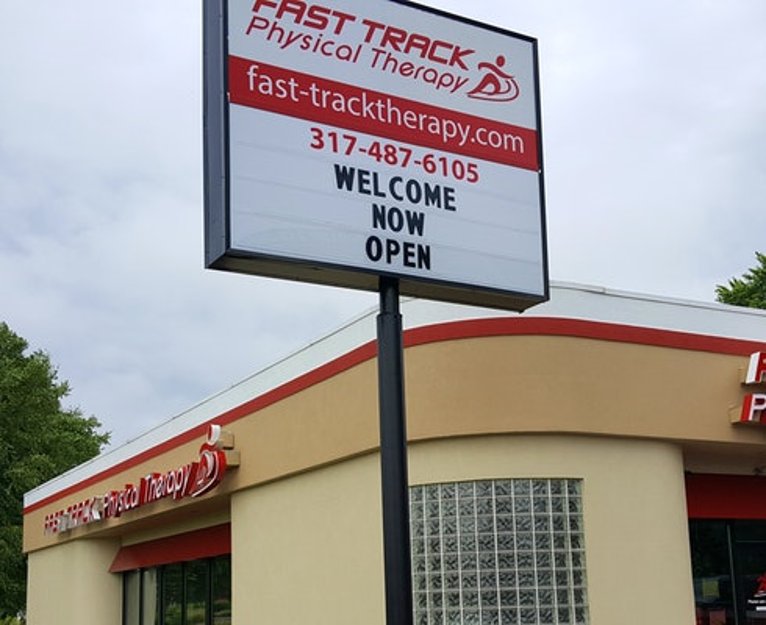 FAST TRACK
Physical Therapy
fast-tracktherapy.com
317-487-6105
WELCOME
NOW
OPEN
FAST TRACK Physical Therapy